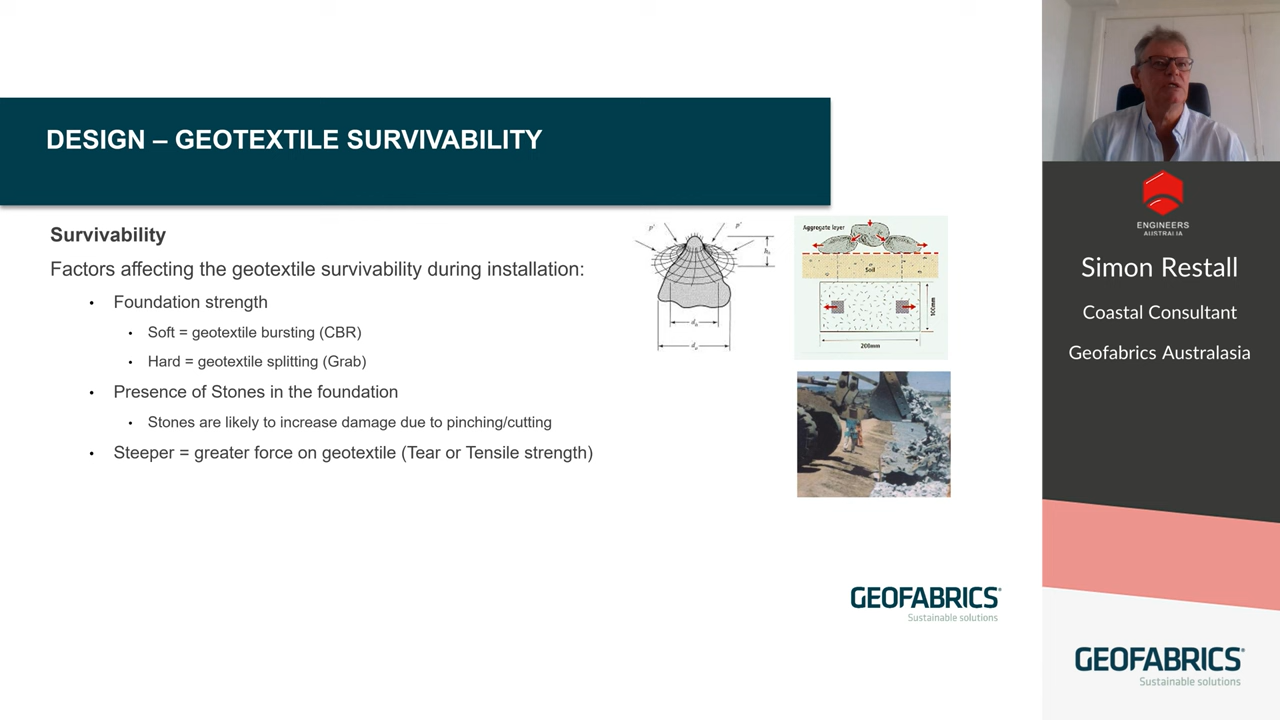 DESIGN – GEOTEXTILE SURVIVABILITY
Survivability
Factors affecting the geotextile survivability during installation:
• Foundation strength
• Soft = geotextile bursting (CBR)
• Hard = geotextile splitting (Grab)
• Presence of Stones in the foundation
• Stones are likely to increase damage due to pinching/cutting
• Steeper = greater force on geotextile (Tear or Tensile strength)
Aggregate layer
Soil
100mm
200mm
GEOFABRICS
Sustainable solutions
ENGINEERS
AUSTRALIA
Simon Restall
Coastal Consultant
Geofabrics Australasia
GEOFABRICS
Sustainable solutions